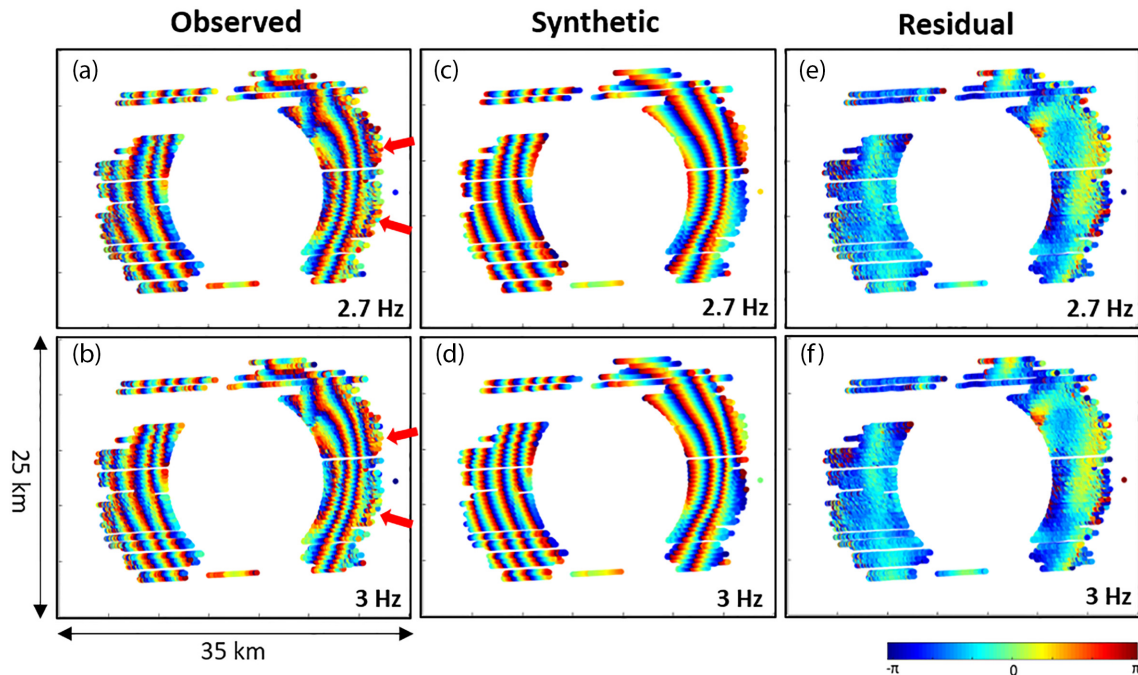 Observed
Synthetic
Residual
(a)
(c)
(e)
2.7 Hz
2.7 Hz
2.7 Hz
(b)
(d)
(f)
3 Hz
3 Hz
3 Hz
25 km
35 km
-π
0
π